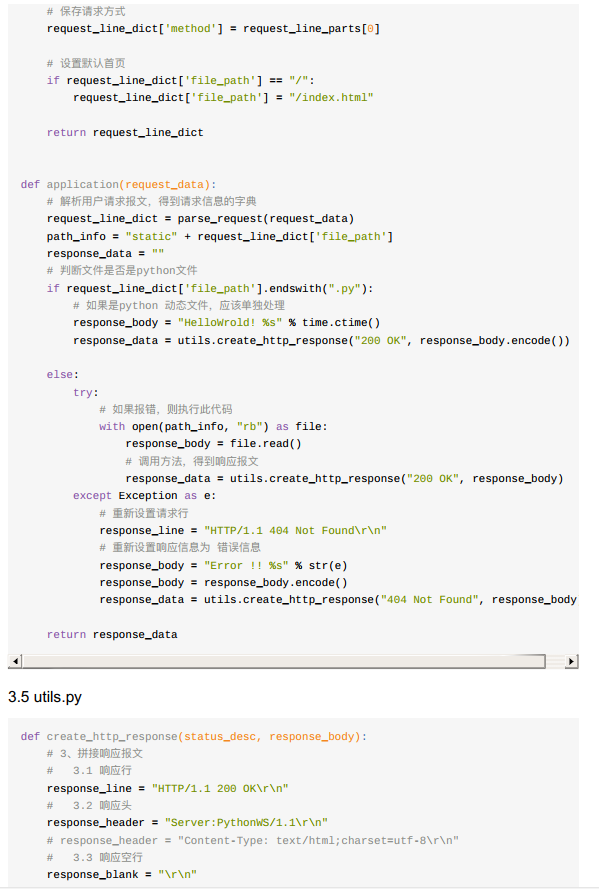 # 保存请求方式
request_line_dict['method'] = request_line_parts[0]
# 设置默认首页
if request_line_dict['file_path'] == "/":
request_line_dict['file_path'] = "/index.html"
return request_line_dict
def application(request_data):
# 解析用户请求报文，得到请求信息的字典
request_line_dict = parse_request(request_data)
path_info = "static" + request_line_dict['file_path']
response_data = ""
# 判断文件是否是python文件
if request_line_dict['file_path'].endswith(".py"):
# 如果是python 动态文件，应该单独处理
response_body = "HelloWrold! %s" % time.ctime()
response_data = utils.create_http_response("200 OK", response_body.encode())
else:
try:
# 如果报错，则执行此代码
with open(path_info, "rb") as file:
response_body = file.read()
# 调用方法，得到响应报文
response_data = utils.create_http_response("200 OK", response_body)
except Exception as e:
# 重新设置请求行
response_line = "HTTP/1.1 404 Not Found\r\n"
# 重新设置响应信息为 错误信息
response_body = "Error !! %s" % str(e)
response_body = response_body.encode()
response_data = utils.create_http_response("404 Not Found", response_body
return response_data
3.5 utils.py
def create_http_response(status_desc, response_body):
# 3、拼接响应报文
#   3.1 响应行
response_line = "HTTP/1.1 200 OK\r\n"
#   3.2 响应头
response_header = "Server:PythonWS/1.1\r\n"
# response_header = "Content-Type: text/html;charset=utf-8\r\n"
#   3.3 响应空行
response_blank = "\r\n"